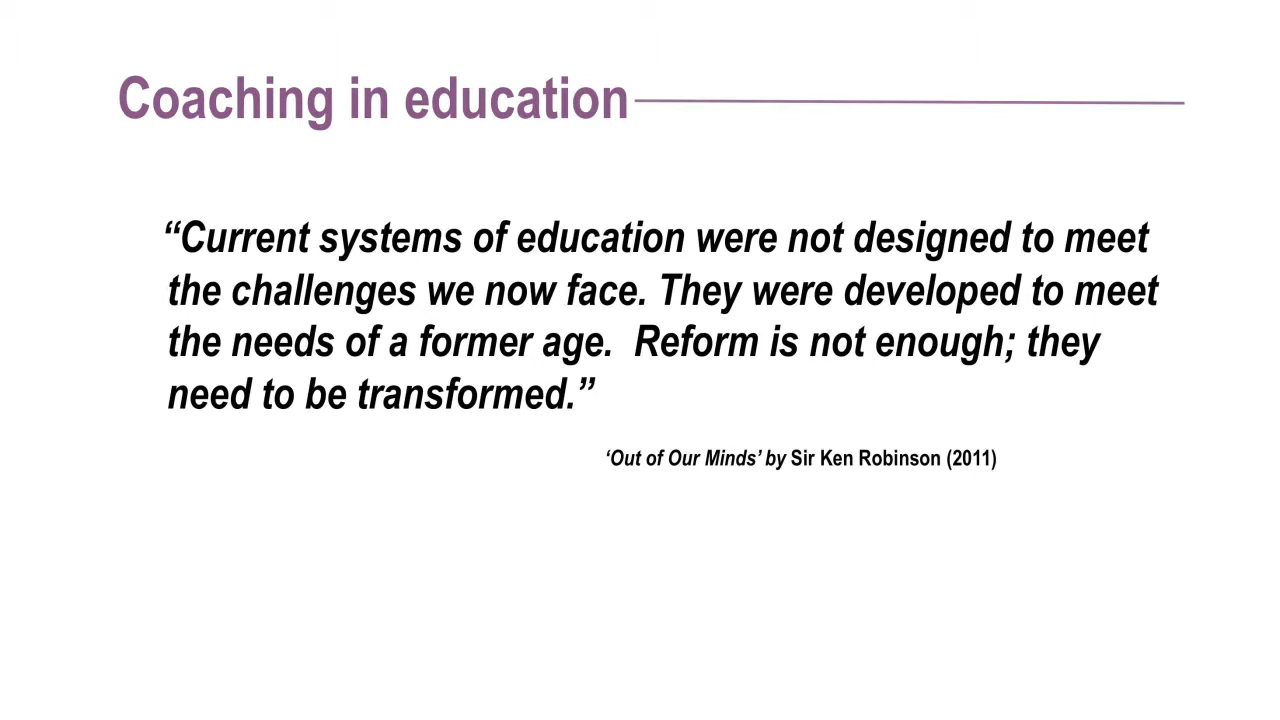 Coaching in education
“Current systems of education were not designed to meet
the challenges we now face. They were developed to meet
the needs of a former age.  Reform is not enough; they
need to be transformed.”
‘Out of Our Minds’ by Sir Ken Robinson (2011)